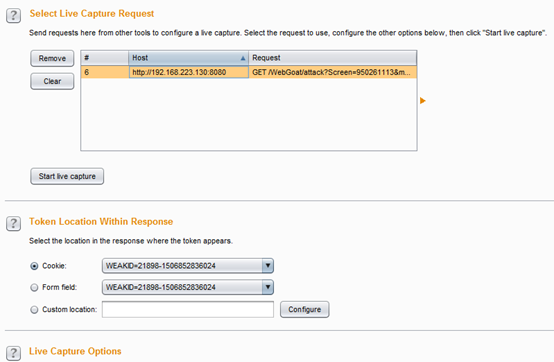 ? Select Live Capture Request
Send requests here from other tools to configure a live capture. Select the request to use, configure the other options below, then click "Start live capture".
Remove # Host Request
6 http://192.168.223.130:8080 GET /WebGoat/attack?Screen=950261113&m...
Clear
Start live capture
? Token Location Within Response
Select the location in the response where the token appears.
Cookie: WEAKID=21898-1506852836024
Form field: WEAKID=21898-1506852836024
Custom location: Configure
? Live Capture Options